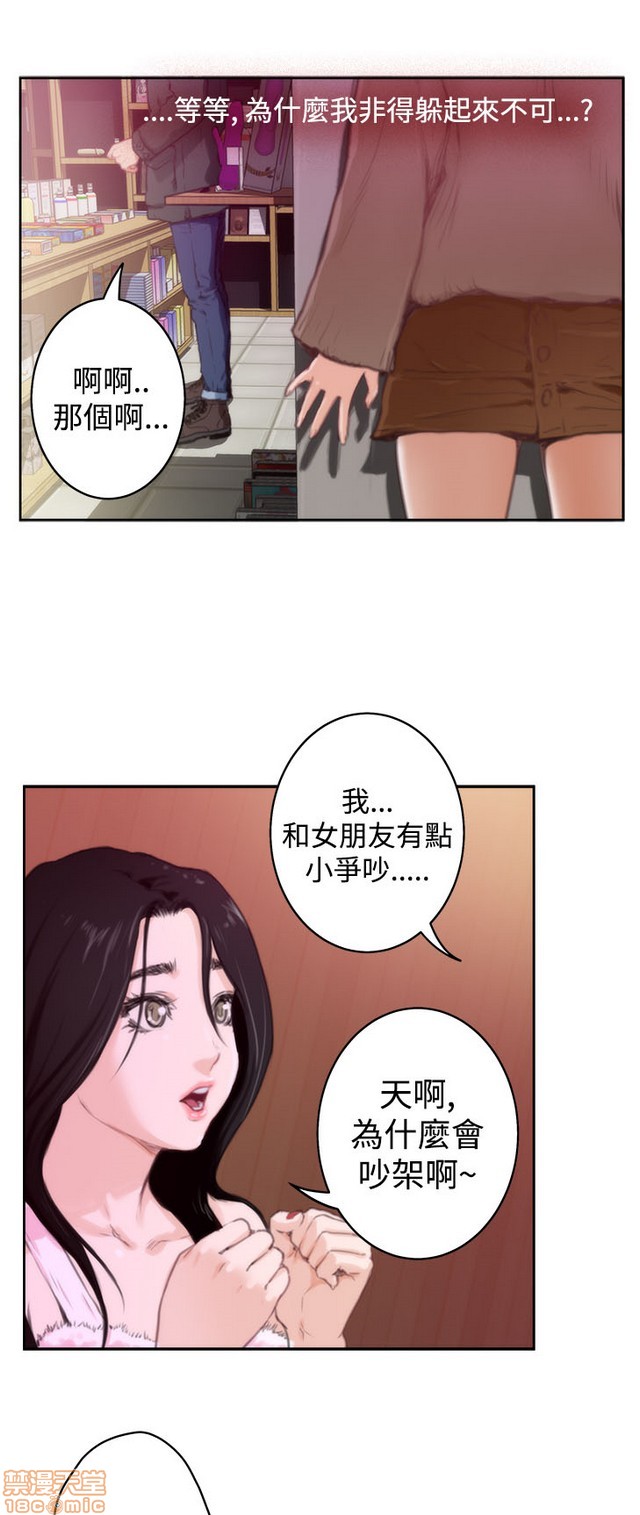 ....等等, 為什麼我非得躲起來不可...?
啊啊..
那個啊...
我...
和女朋友有點
小爭吵.....
天啊,
為什麼會
吵架啊~
禁漫天堂
18comic